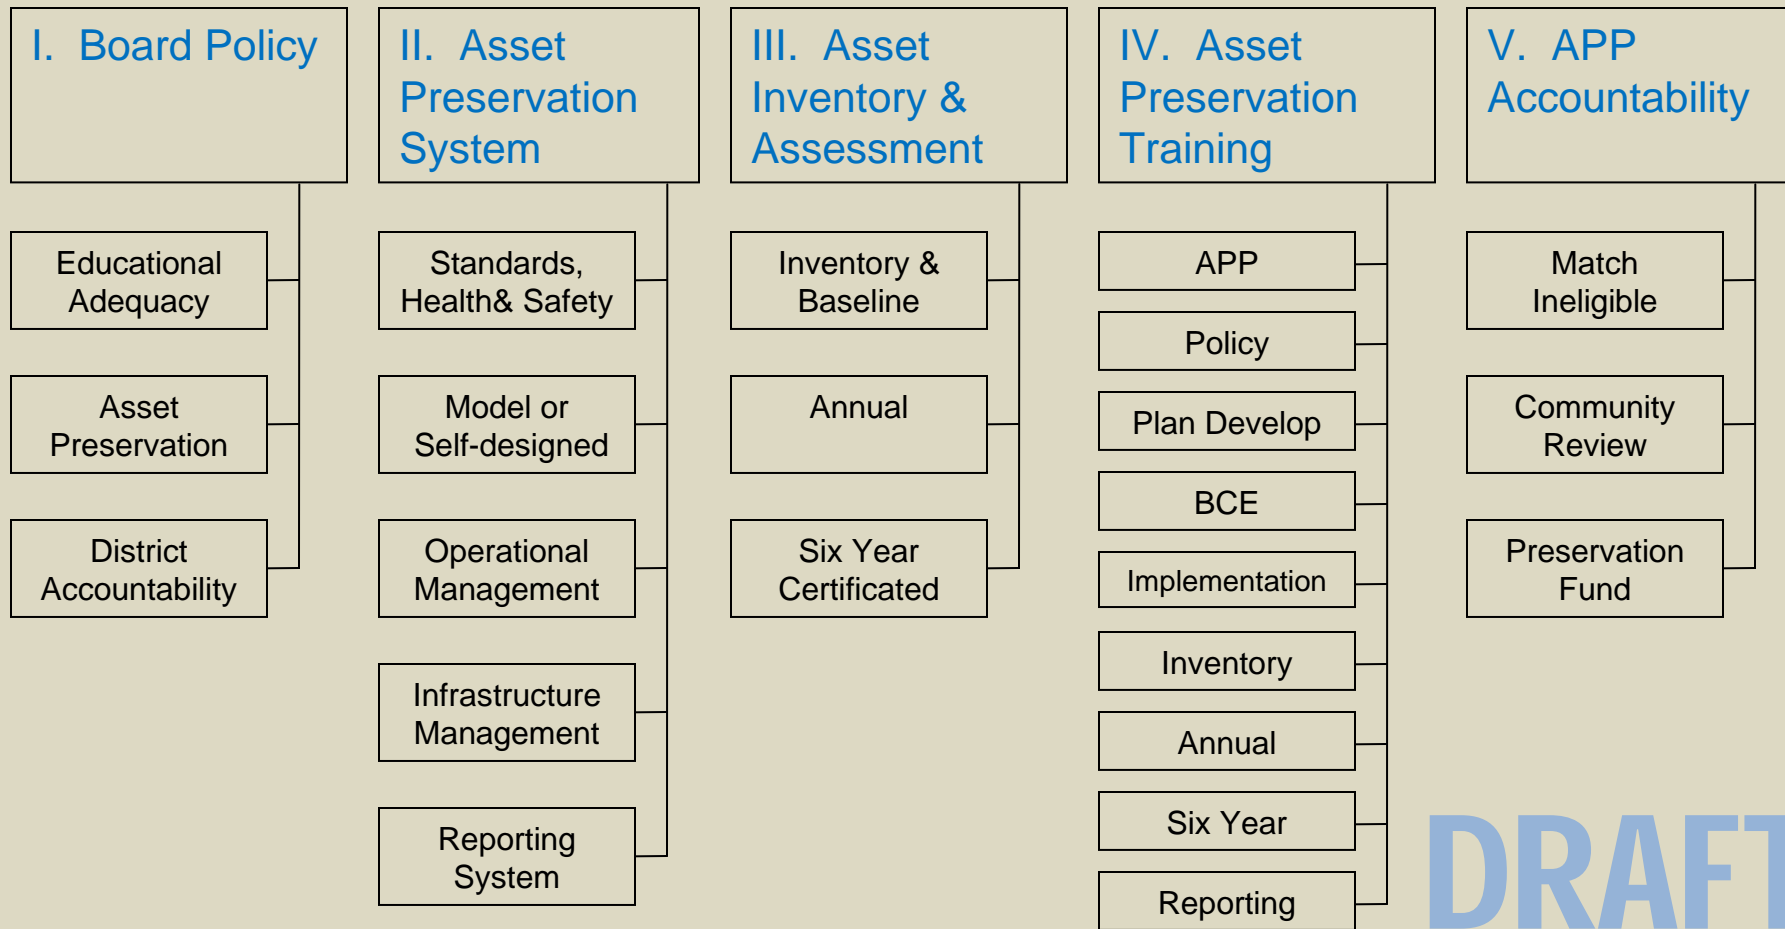 I.  Board Policy
Educational
Adequacy
Asset
Preservation
District
Accountability
II.  Asset
Preservation
System
Standards,
Health& Safety
Model or
Self-designed
Operational
Management
Infrastructure
Management
Reporting
System
III.  Asset
Inventory &
Assessment
Inventory &
Baseline
Annual
Six Year
Certificated
IV.  Asset
Preservation
Training
APP
Policy
Plan Develop
BCE
Implementation
Inventory
Annual
Six Year
Reporting
V.  APP
Accountability
Match
Ineligible
Community
Review
Preservation
Fund
DRAFT